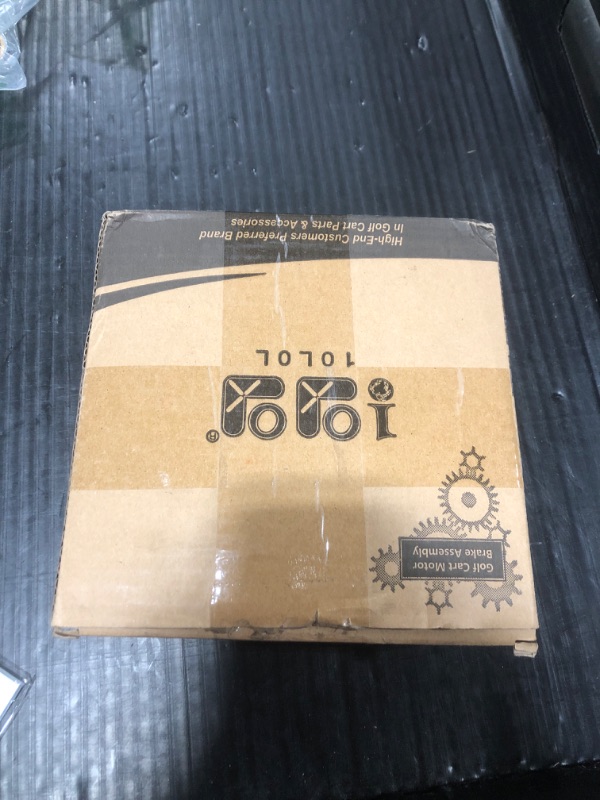 High-End Customers Preferred Brand
In Golf Cart Parts & Accessories
10L0L
®
Golf Cart Motor
Brake Assembly